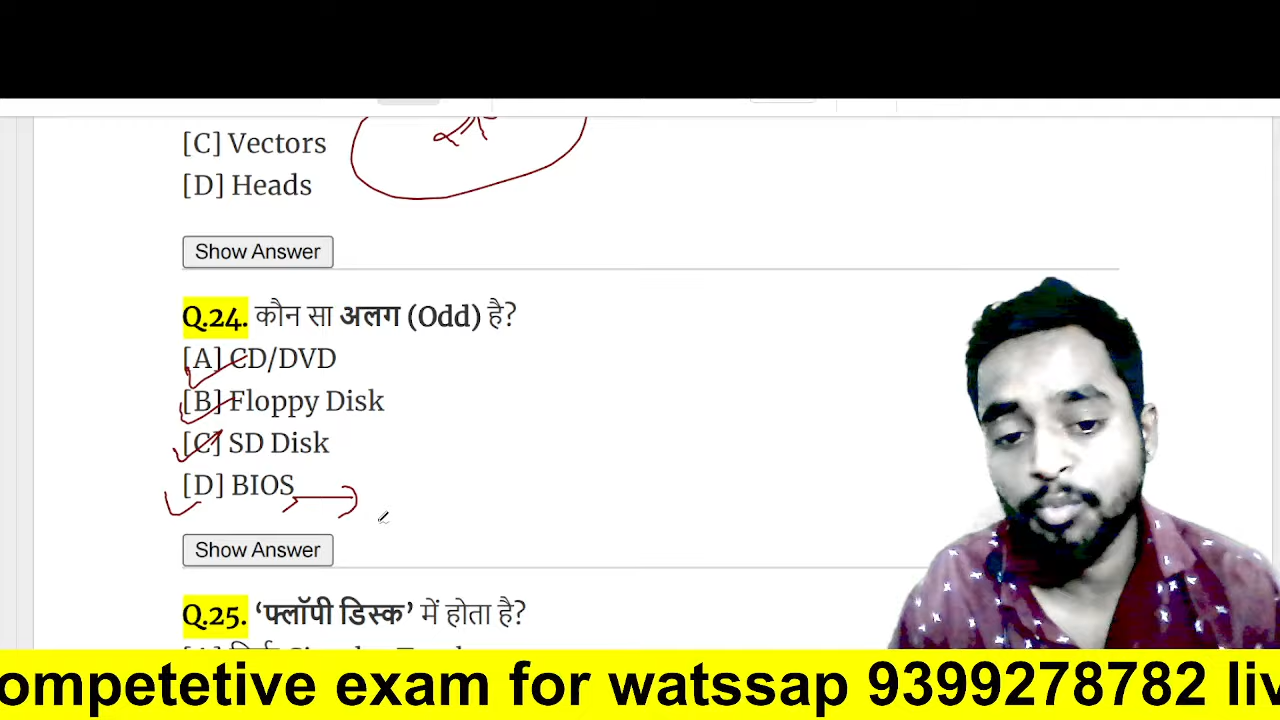 [C] Vectors
[D] Heads
Show Answer
Q.24. कौन सा अलग (Odd) है?
[A] CD/DVD
[B] Floppy Disk
[C] SD Disk
[D] BIOS
Show Answer
Q.25. ‘फ्लॉपी डिस्क’ में होता है?
ompetetive exam for watssap 9399278782 liv